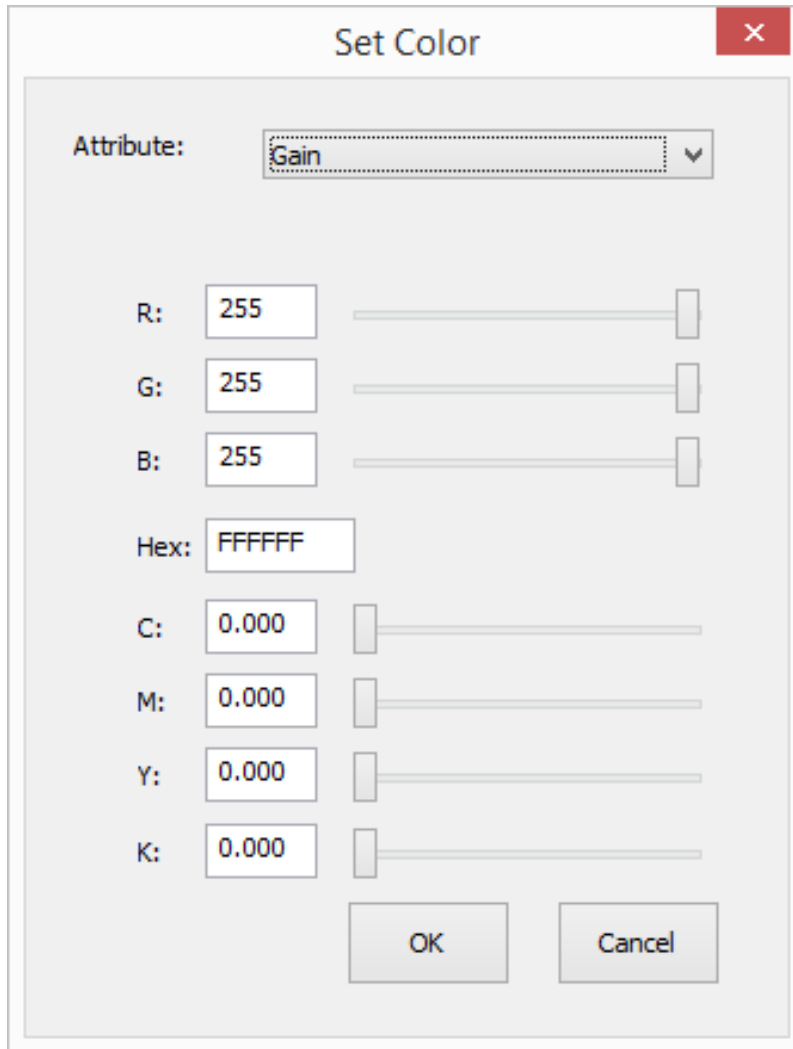 Set Color
Attribute: Gain
R: 255
G: 255
B: 255
Hex: FFFFFF
C: 0.000
M: 0.000
Y: 0.000
K: 0.000
OK Cancel